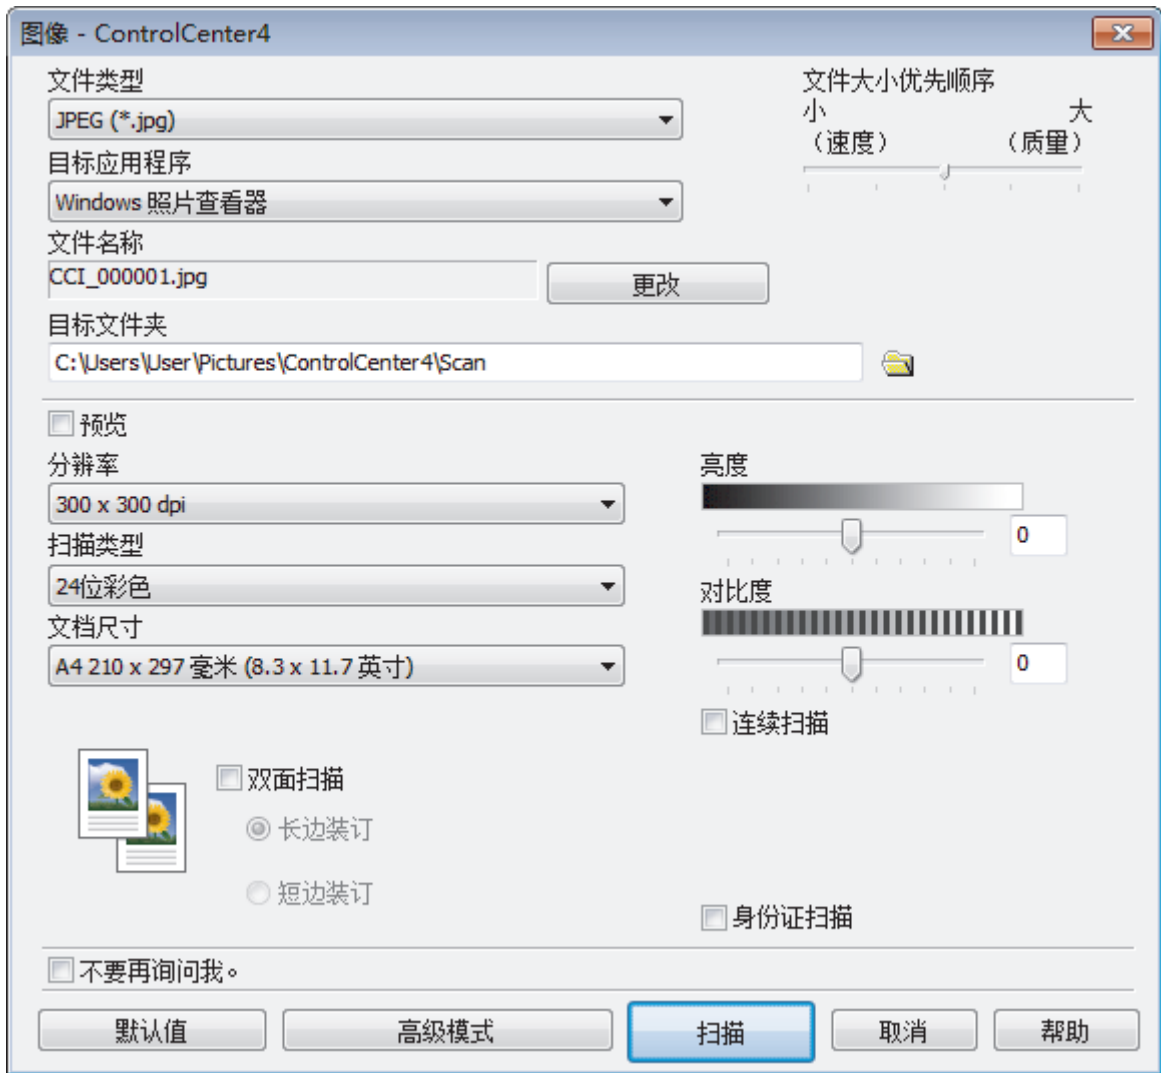 图像 - ControlCenter4
文件类型
JPEG (*.jpg)
文件大小优先顺序
小 大
（速度） （质量）
目标应用程序
Windows 照片查看器
文件名称
CCI_000001.jpg
更改
目标文件夹
C:\Users\User\Pictures\ControlCenter4\Scan
预览
分辨率
300 x 300 dpi
扫描类型
24位彩色
文档尺寸
A4 210 x 297 毫米 (8.3 x 11.7 英寸)
亮度
0
对比度
0
连续扫描
双面扫描
长边装订
短边装订
身份证扫描
不要再询问我。
默认值 高级模式 扫描 取消 帮助